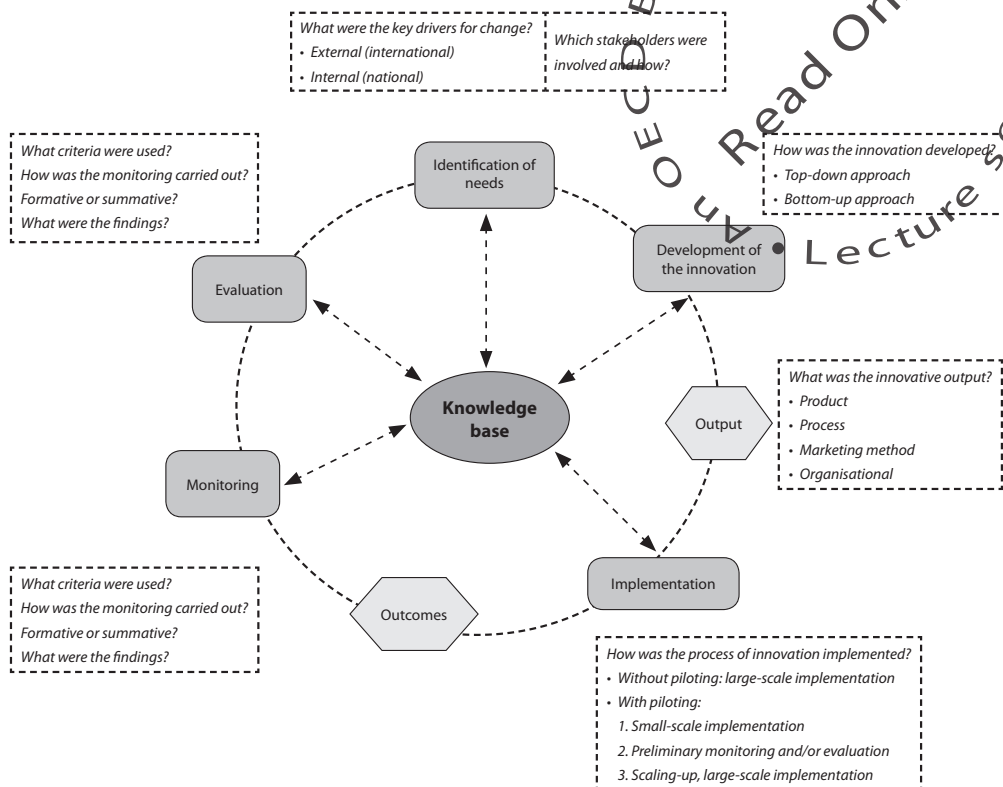 What were the key drivers for change?
• External (international)
• Internal (national)
Which stakeholders were
involved and how?
What criteria were used?
How was the monitoring carried out?
Formative or summative?
What were the findings?
Identification of
needs
How was the innovation developed?
• Top-down approach
• Bottom-up approach
Development of
the innovation
Evaluation
Knowledge
base
Output
What was the innovative output?
• Product
• Process
• Marketing method
• Organisational
Monitoring
Implementation
Outcomes
What criteria were used?
How was the monitoring carried out?
Formative or summative?
What were the findings?
How was the process of innovation implemented?
• Without piloting: large-scale implementation
• With piloting:
1. Small-scale implementation
2. Preliminary monitoring and/or evaluation
3. Scaling-up, large-scale implementation
An OECD
Read
Lecture